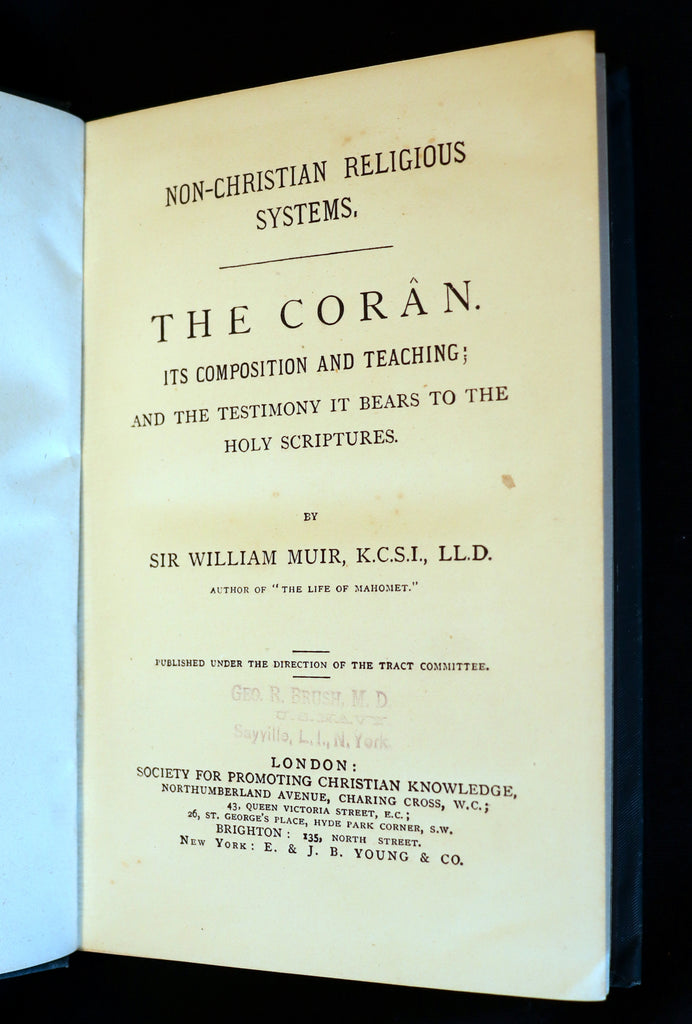 NON-CHRISTIAN RELIGIOUS
SYSTEMS.
THE CORÂN.
ITS COMPOSITION AND TEACHING;
AND THE TESTIMONY IT BEARS TO THE
HOLY SCRIPTURES.
BY
SIR WILLIAM MUIR, K.C.S.I., LL.D.
AUTHOR OF "THE LIFE OF MAHOMET."
PUBLISHED UNDER THE DIRECTION OF THE TRACT COMMITTEE.
GEO. R. BRUSH, M. D.
U.S. NAVY
Sayville, L. I., N. York
LONDON:
SOCIETY FOR PROMOTING CHRISTIAN KNOWLEDGE,
NORTHUMBERLAND AVENUE, CHARING CROSS, W.C.;
43, QUEEN VICTORIA STREET, E.C.;
26, ST. GEORGE'S PLACE, HYDE PARK CORNER, S.W.
BRIGHTON: 135, NORTH STREET.
NEW YORK: E. & J. B. YOUNG & CO.